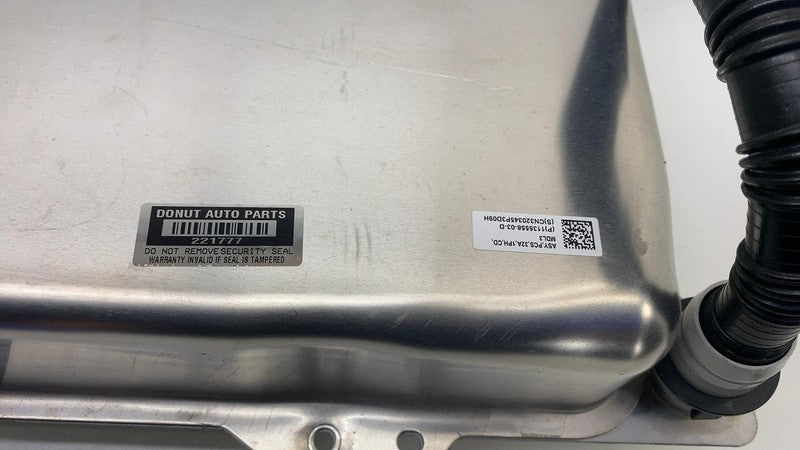 DONUT AUTO PARTS
221777
DO NOT REMOVE SECURITY SEAL
WARRANTY INVALID IF SEAL IS TAMPERED
ASY,PCS,32A,1PH,CD,
MDL3
(P)1135558-03-D
(S)CN320345P3D09H